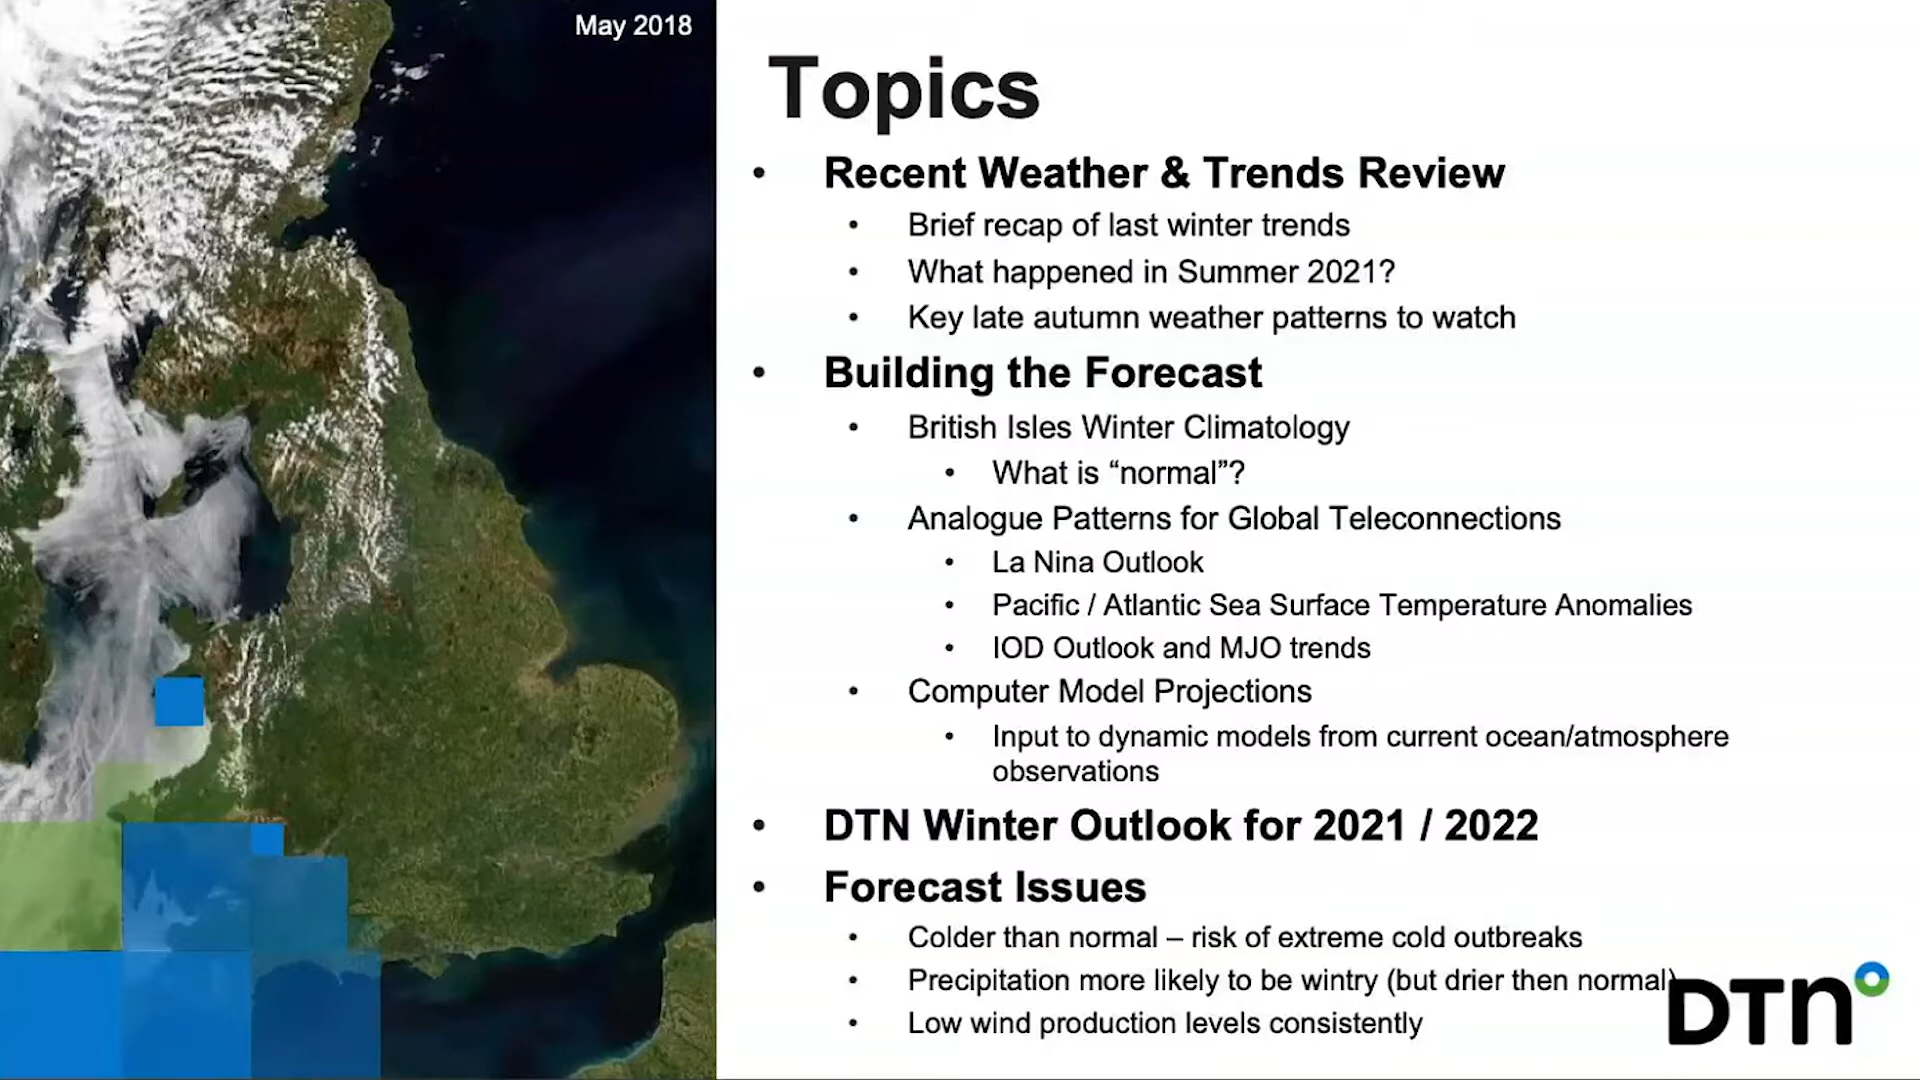 May 2018
Topics
• Recent Weather & Trends Review
• Brief recap of last winter trends
• What happened in Summer 2021?
• Key late autumn weather patterns to watch
• Building the Forecast
• British Isles Winter Climatology
• What is “normal”?
• Analogue Patterns for Global Teleconnections
• La Nina Outlook
• Pacific / Atlantic Sea Surface Temperature Anomalies
• IOD Outlook and MJO trends
• Computer Model Projections
• Input to dynamic models from current ocean/atmosphere
observations
• DTN Winter Outlook for 2021 / 2022
• Forecast Issues
• Colder than normal – risk of extreme cold outbreaks
• Precipitation more likely to be wintry (but drier then normal)
• Low wind production levels consistently
DTN